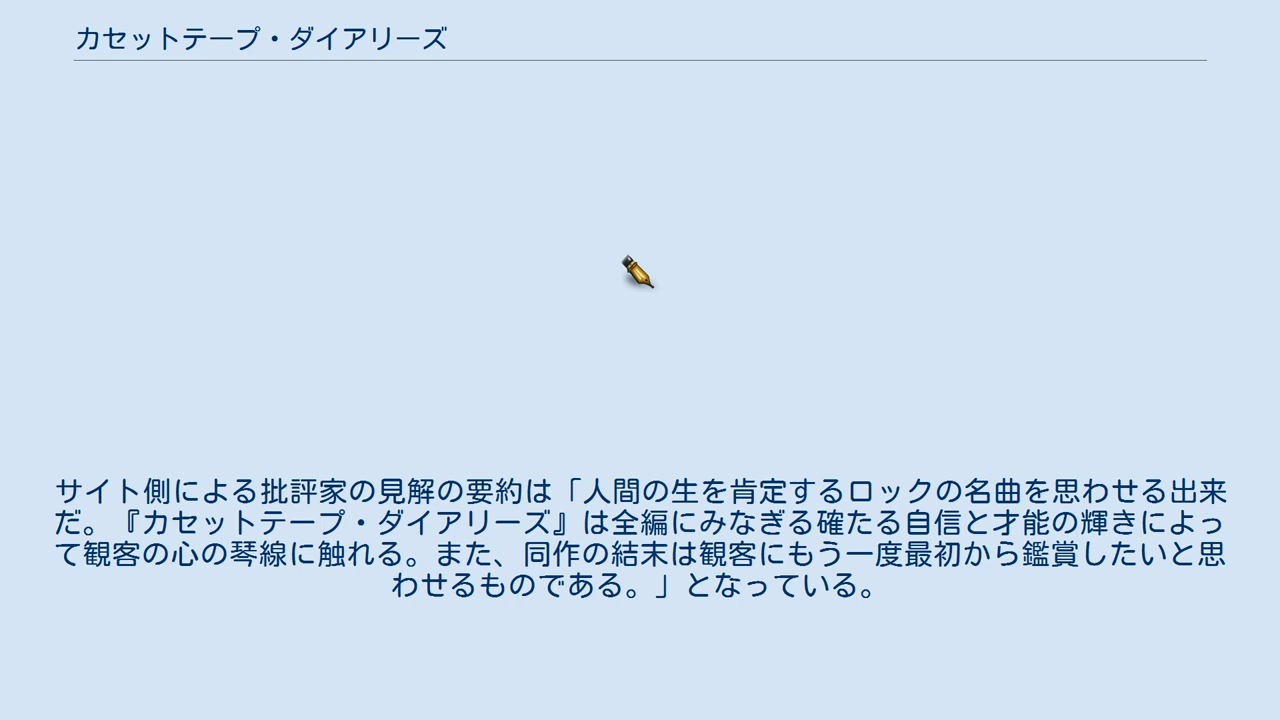 カセットテープ・ダイアリーズ
サイト側による批評家の見解の要約は「人間の生を肯定するロックの名曲を思わせる出来
だ。『カセットテープ・ダイアリーズ』は全編にみなぎる確たる自信と才能の輝きによっ
て観客の心の琴線に触れる。また、同作の結末は観客にもう一度最初から鑑賞したいと思
わせるものである。」となっている。